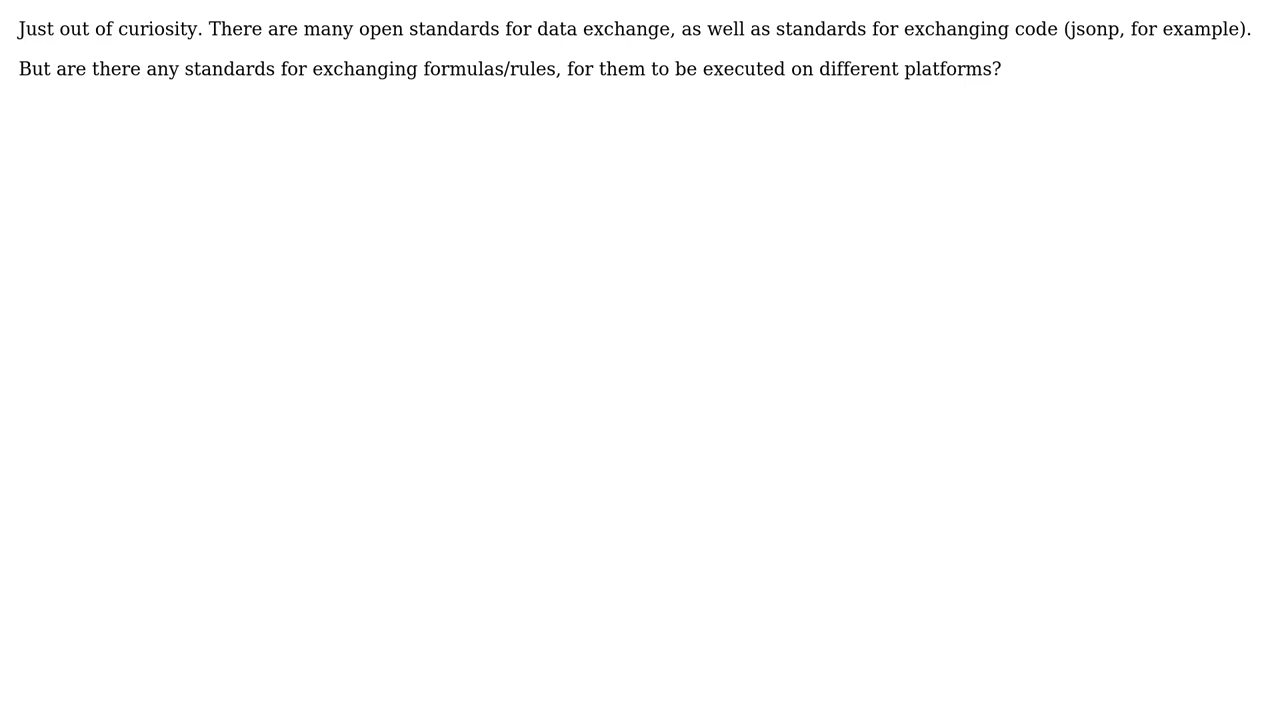 Just out of curiosity. There are many open standards for data exchange, as well as standards for exchanging code (jsonp, for example).
But are there any standards for exchanging formulas/rules, for them to be executed on different platforms?